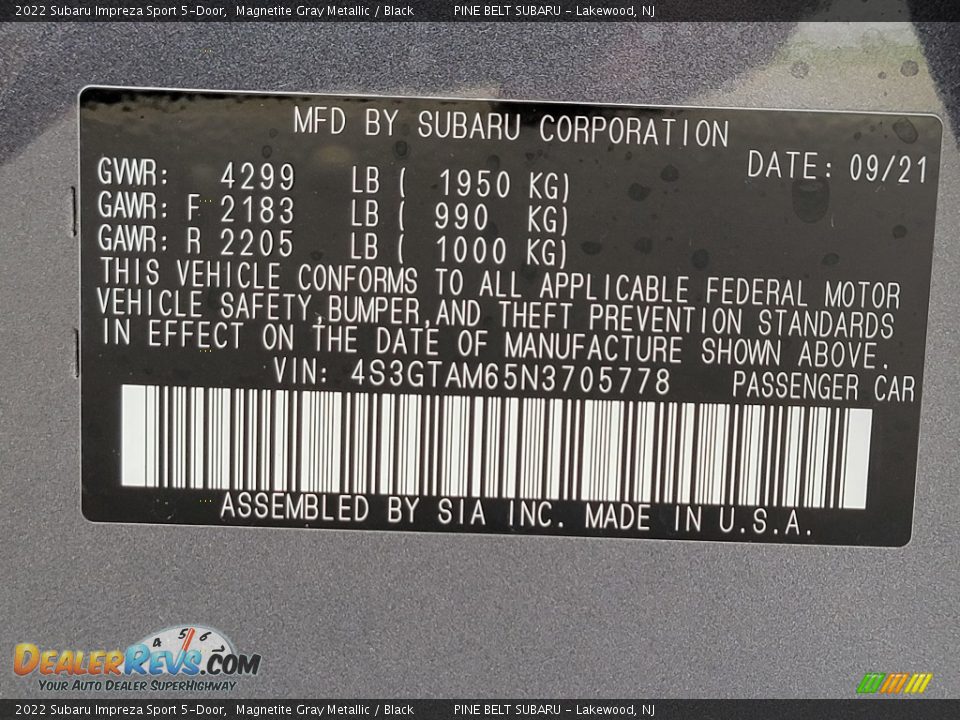 2022 Subaru Impreza Sport 5-Door, Magnetite Gray Metallic / Black PINE BELT SUBARU - Lakewood, NJ
MFD BY SUBARU CORPORATION
DATE: 09/21
GVWR: 4299 LB ( 1950 KG)
GAWR: F 2183 LB ( 990 KG)
GAWR: R 2205 LB ( 1000 KG)
THIS VEHICLE CONFORMS TO ALL APPLICABLE FEDERAL MOTOR
VEHICLE SAFETY,BUMPER,AND THEFT PREVENTION STANDARDS
IN EFFECT ON THE DATE OF MANUFACTURE SHOWN ABOVE.
VIN: 4S3GTAM65N3705778 PASSENGER CAR
ASSEMBLED BY SIA INC. MADE IN U.S.A.
4 5 6 7
DEALERREVS.COM
YOUR AUTO DEALER SUPERHIGHWAY
2022 Subaru Impreza Sport 5-Door, Magnetite Gray Metallic / Black PINE BELT SUBARU - Lakewood, NJ